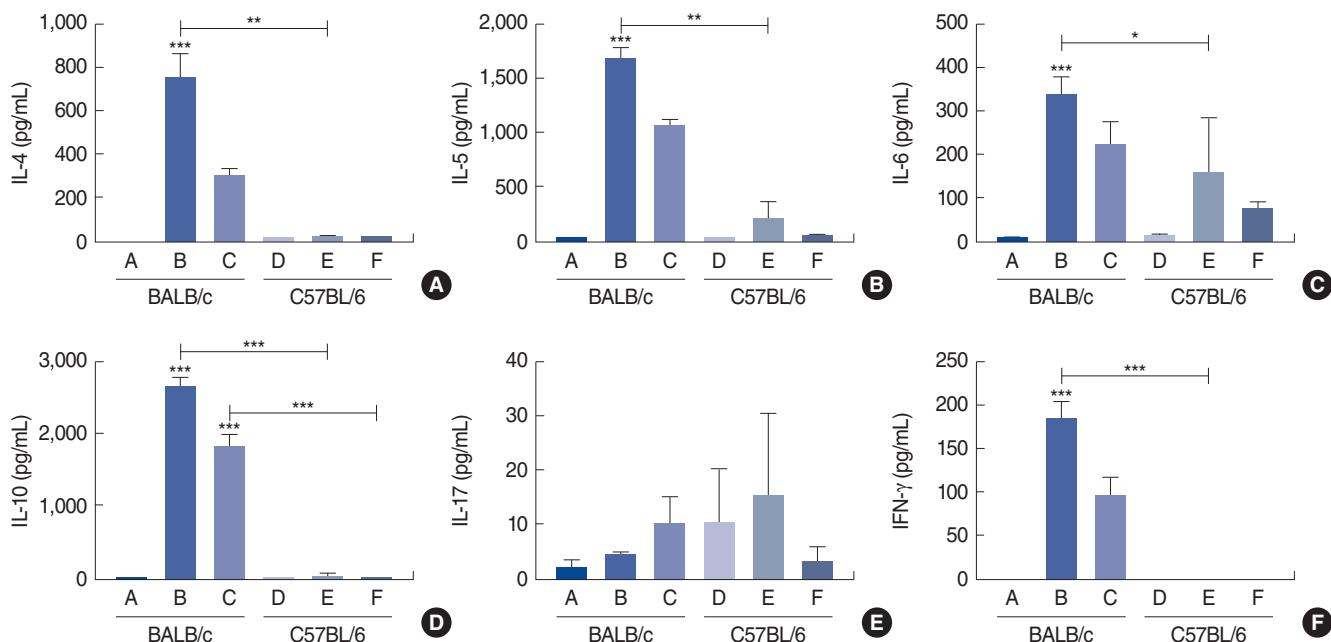 IL-4 (pg/mL)
1,000
800
600
400
200
0
**
***
A B C D E F
BALB/c C57BL/6
A
IL-5 (pg/mL)
2,000
1,500
1,000
500
0
**
***
A B C D E F
BALB/c C57BL/6
B
IL-6 (pg/mL)
500
400
300
200
100
0
*
***
A B C D E F
BALB/c C57BL/6
C
IL-10 (pg/mL)
3,000
2,000
1,000
0
***
***
***
***
A B C D E F
BALB/c C57BL/6
D
IL-17 (pg/mL)
40
30
20
10
0
A B C D E F
BALB/c C57BL/6
E
IFN-γ (pg/mL)
250
200
150
100
50
0
***
***
A B C D E F
BALB/c C57BL/6
F